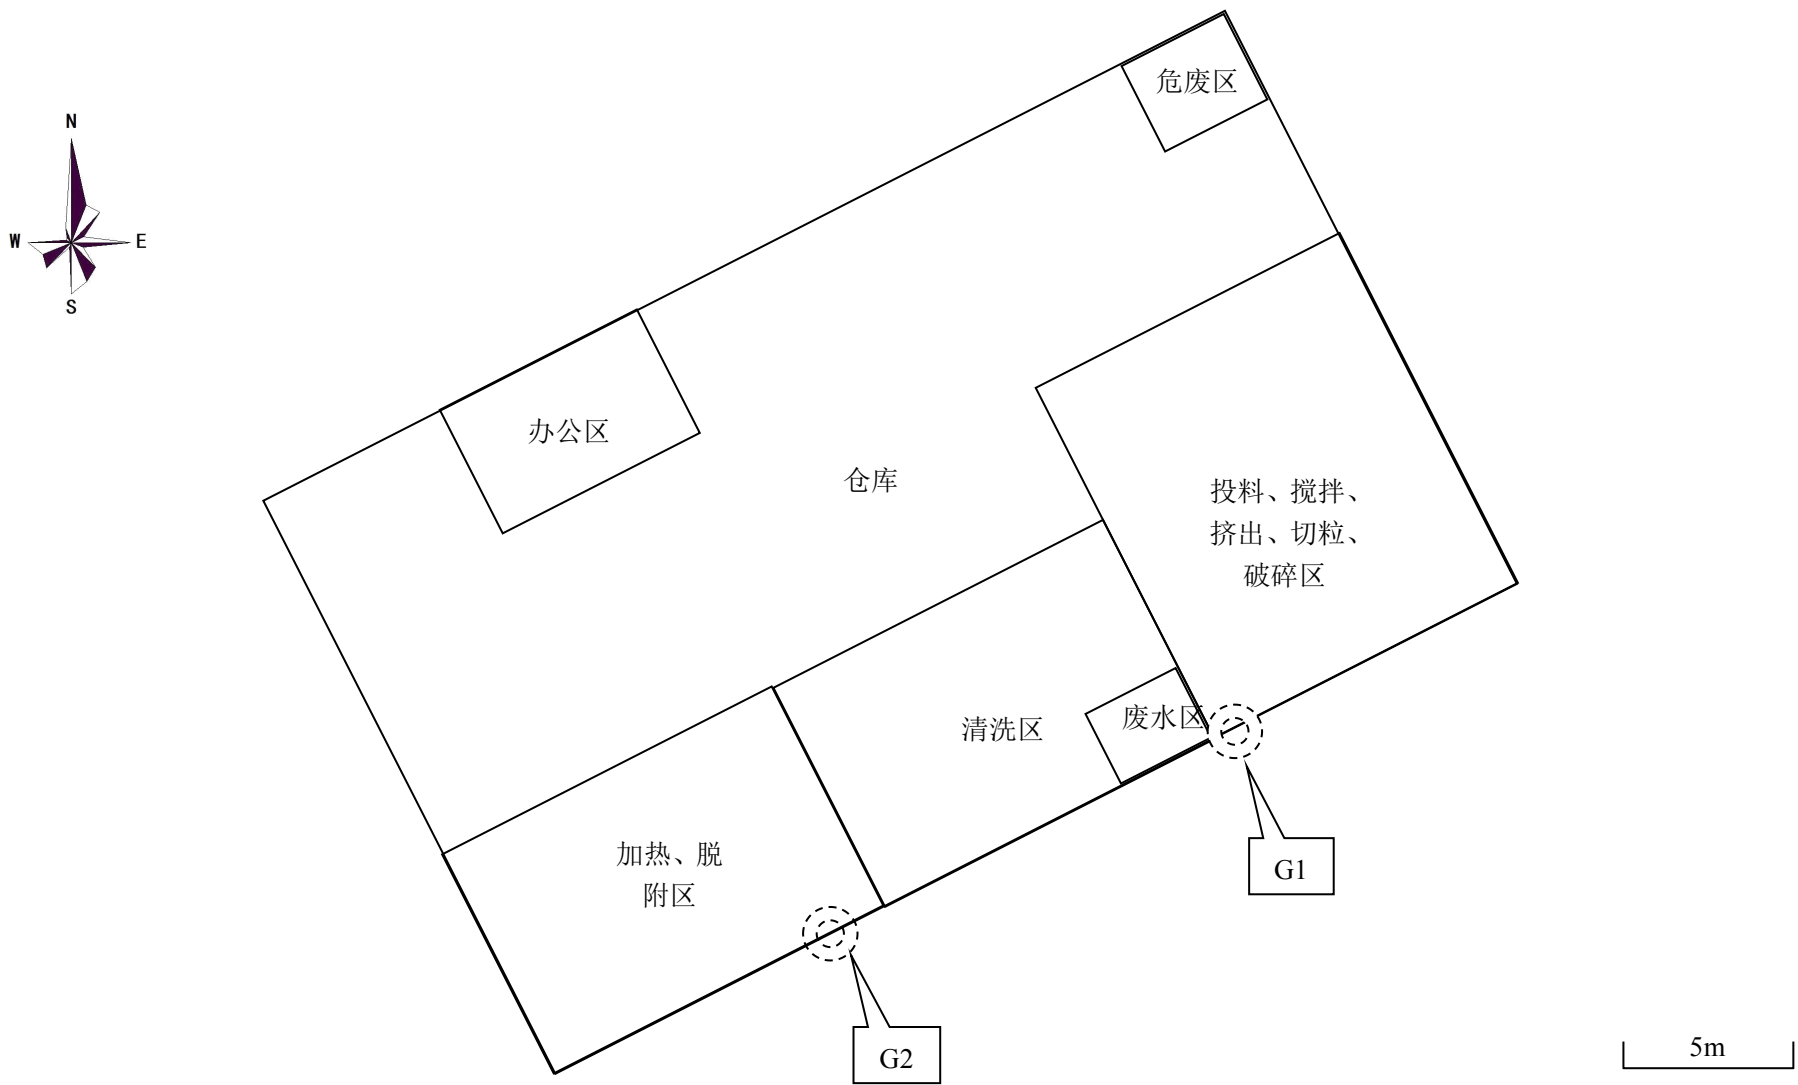 危废区
N
W
E
S
办公区
仓库
投料、搅拌、
挤出、切粒、
破碎区
废水区
清洗区
加热、脱
附区
G1
G2
5m